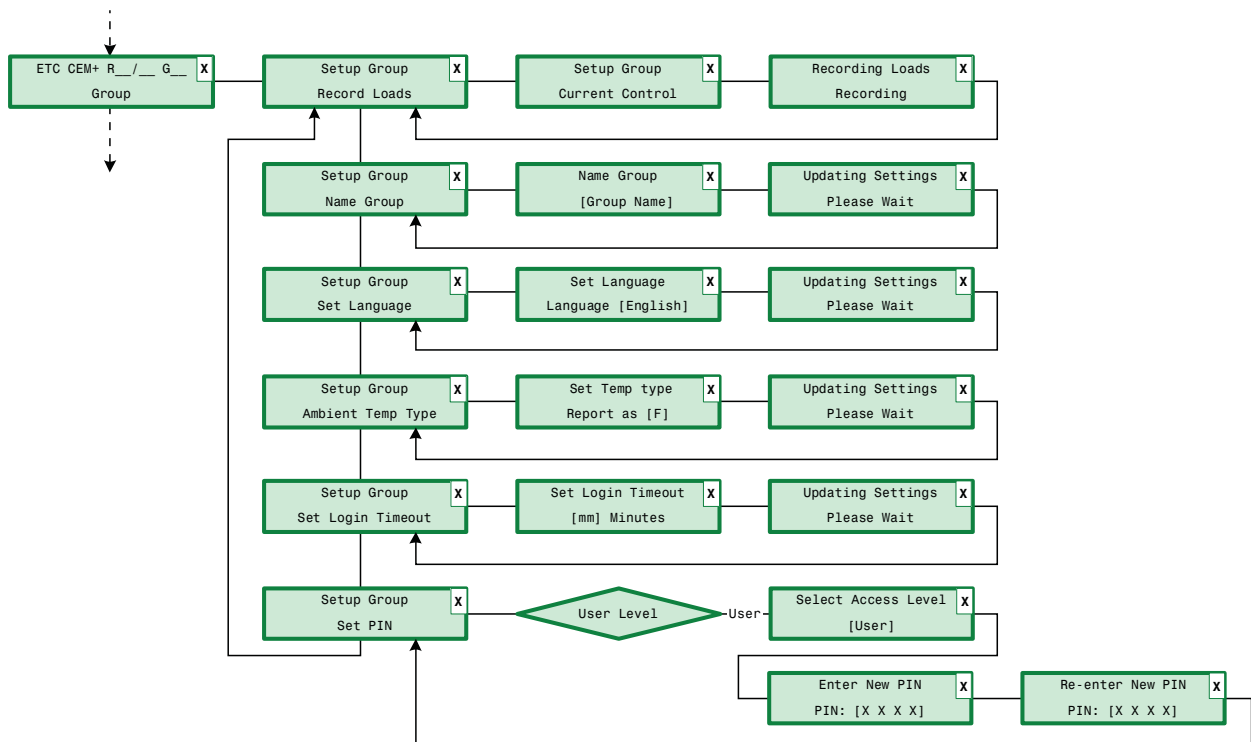 ETC CEM+ R__/__ G__
Group
X
Setup Group
Record Loads
X
Setup Group
Current Control
X
Recording Loads
Recording
X
Setup Group
Name Group
X
Name Group
[Group Name]
X
Updating Settings
Please Wait
X
Setup Group
Set Language
X
Set Language
Language [English]
X
Updating Settings
Please Wait
X
Setup Group
Ambient Temp Type
X
Set Temp type
Report as [F]
X
Updating Settings
Please Wait
X
Setup Group
Set Login Timeout
X
Set Login Timeout
[mm] Minutes
X
Updating Settings
Please Wait
X
Setup Group
Set PIN
X
User Level
User
Select Access Level
[User]
X
Enter New PIN
PIN: [X X X X]
X
Re-enter New PIN
PIN: [X X X X]
X